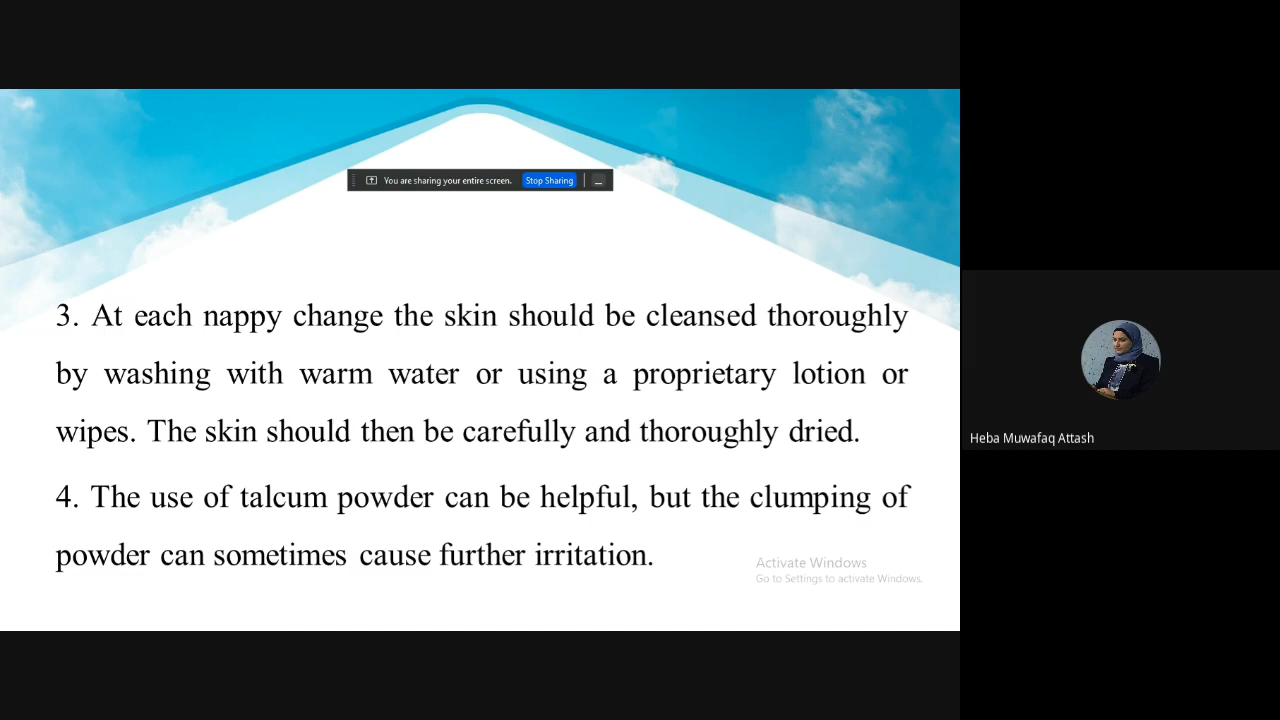 You are sharing your entire screen. Stop Sharing
3. At each nappy change the skin should be cleansed thoroughly
by washing with warm water or using a proprietary lotion or
wipes. The skin should then be carefully and thoroughly dried.
4. The use of talcum powder can be helpful, but the clumping of
powder can sometimes cause further irritation.
Activate Windows
Go to Settings to activate Windows.
Heba Muwafaq Attash